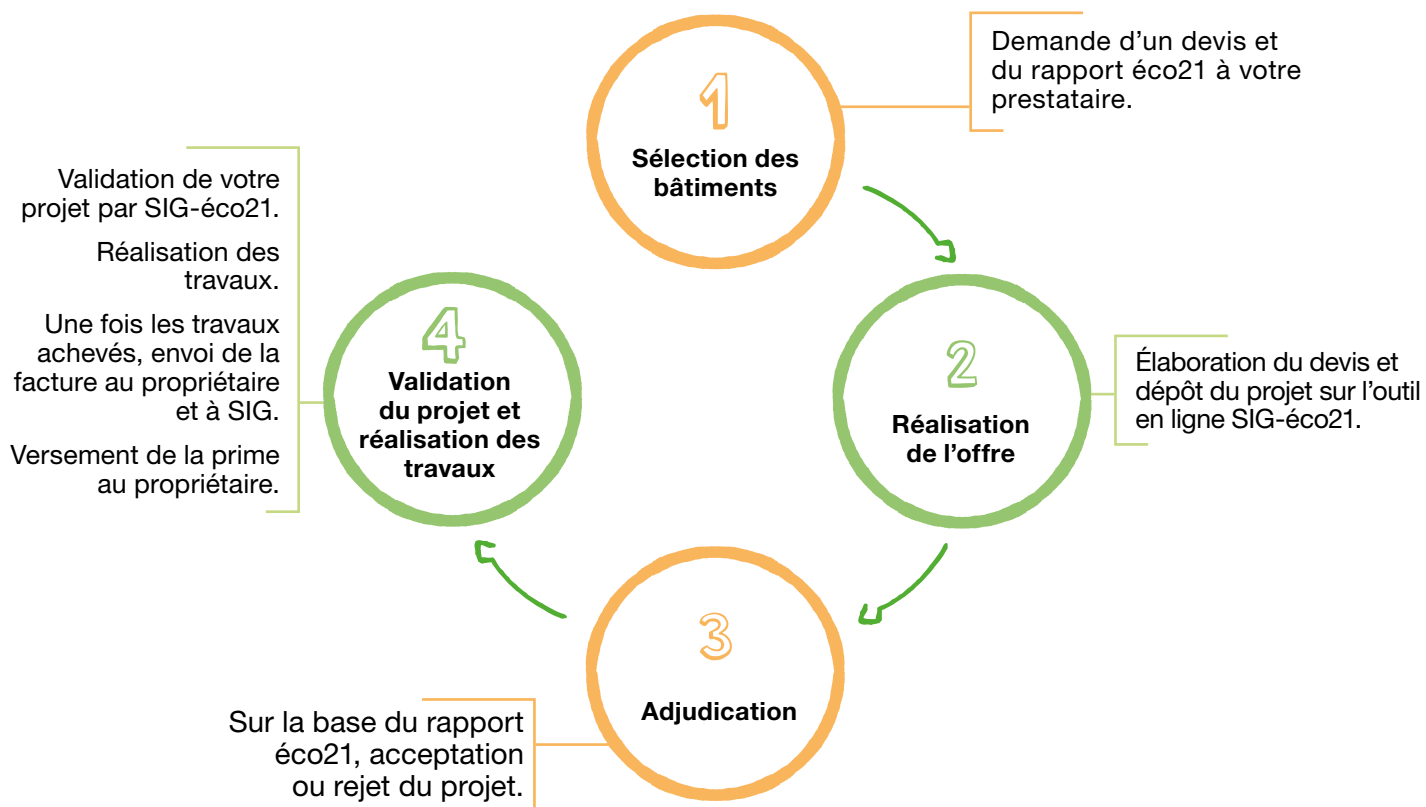 1
Sélection des
bâtiments
Demande d’un devis et
du rapport éco21 à votre
prestataire.
2
Réalisation
de l’offre
Élaboration du devis et
dépôt du projet sur l’outil
en ligne SIG-éco21.
3
Adjudication
Sur la base du rapport
éco21, acceptation
ou rejet du projet.
4
Validation
du projet et
réalisation des
travaux
Validation de votre
projet par SIG-éco21.
Réalisation des
travaux.
Une fois les travaux
achevés, envoi de la
facture au propriétaire
et à SIG.
Versement de la prime
au propriétaire.